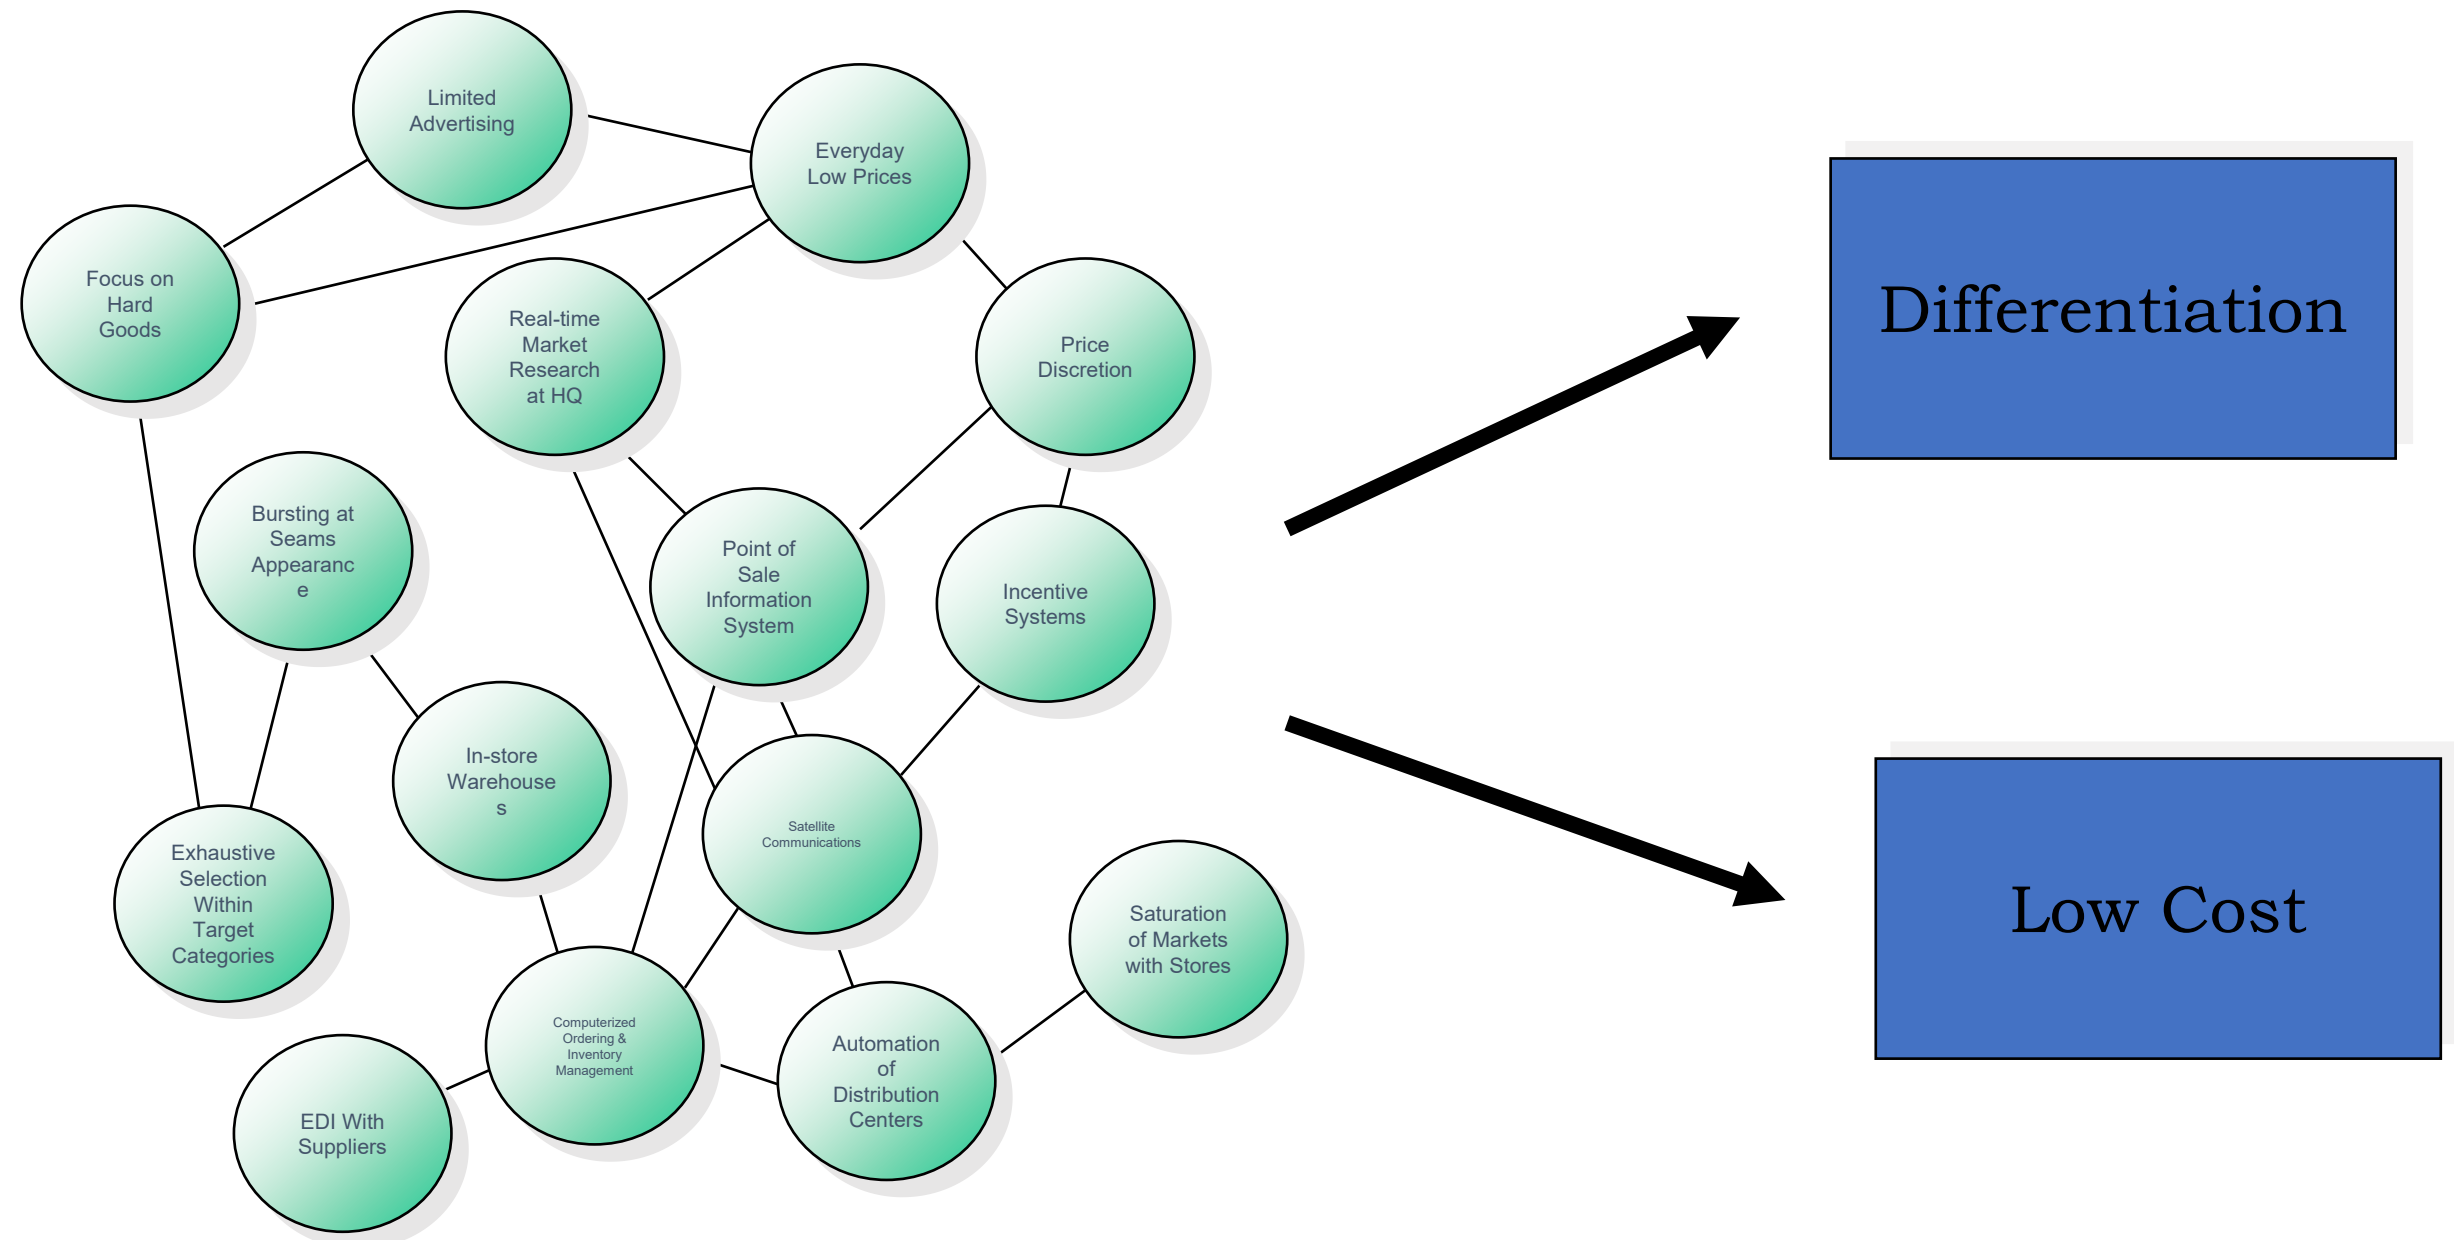 Limited
Advertising
Everyday
Low Prices
Focus on
Hard
Goods
Real-time
Market
Research
at HQ
Price
Discretion
Differentiation
Bursting at
Seams
Appearanc
e
Point of
Sale
Information
System
Incentive
Systems
In-store
Warehouse
s
Satellite
Communications
Exhaustive
Selection
Within
Target
Categories
Saturation
of Markets
with Stores
Low Cost
Computerized
Ordering &
Inventory
Management
Automation
of
Distribution
Centers
EDI With
Suppliers